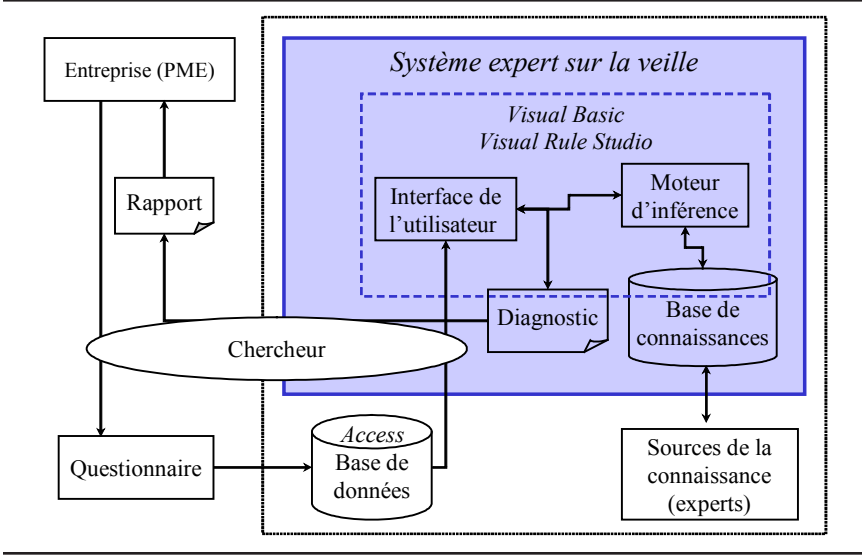 Système expert sur la veille
Entreprise (PME)
Visual Basic
Visual Rule Studio
Rapport
Interface de
l’utilisateur
Moteur
d’inférence
Diagnostic
Base de
connaissances
Chercheur
Questionnaire
Access
Base de
données
Sources de la
connaissance
(experts)